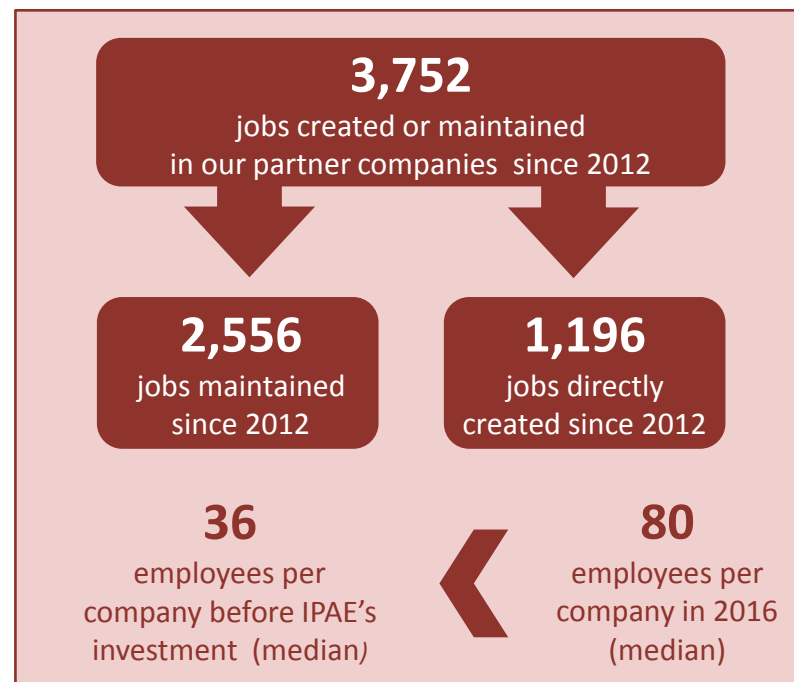 3,752
jobs created or maintained
in our partner companies since 2012
2,556
jobs maintained
since 2012
1,196
jobs directly
created since 2012
36
employees per
company before IPAE’s
investment (median)
80
employees per
company in 2016
(median)